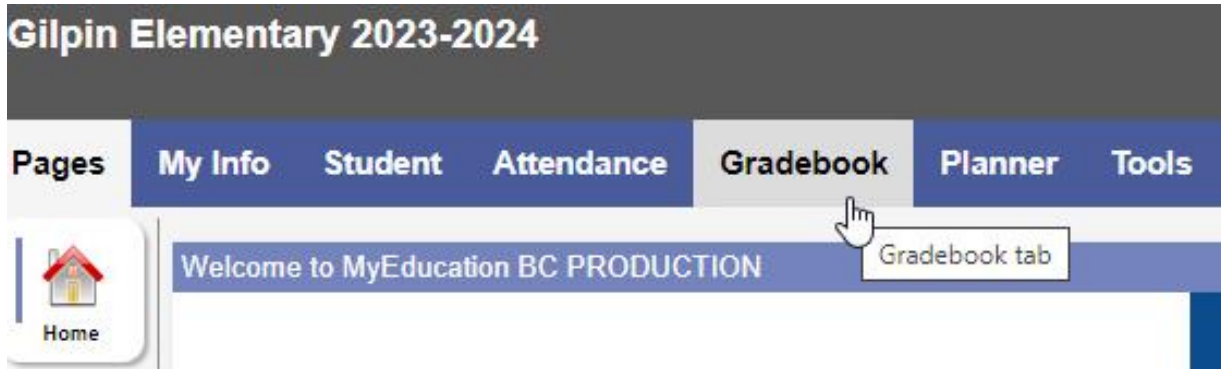 Gilpin Elementary 2023-2024
Pages My Info Student Attendance Gradebook Planner Tools
Welcome to MyEducation BC PRODUCTION
Gradebook tab
Home